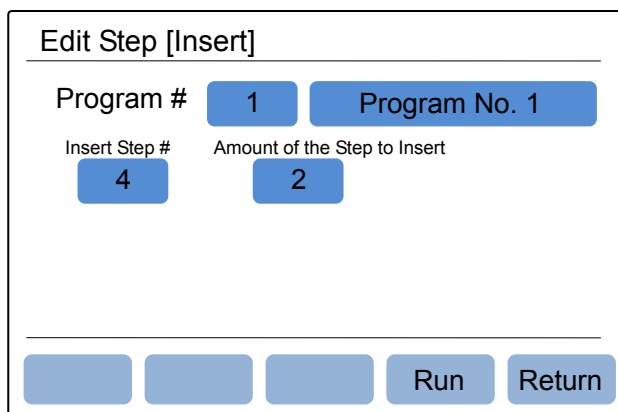 Edit Step [Insert]
Program # 1 Program No. 1
Insert Step # Amount of the Step to Insert
4 2
Run Return